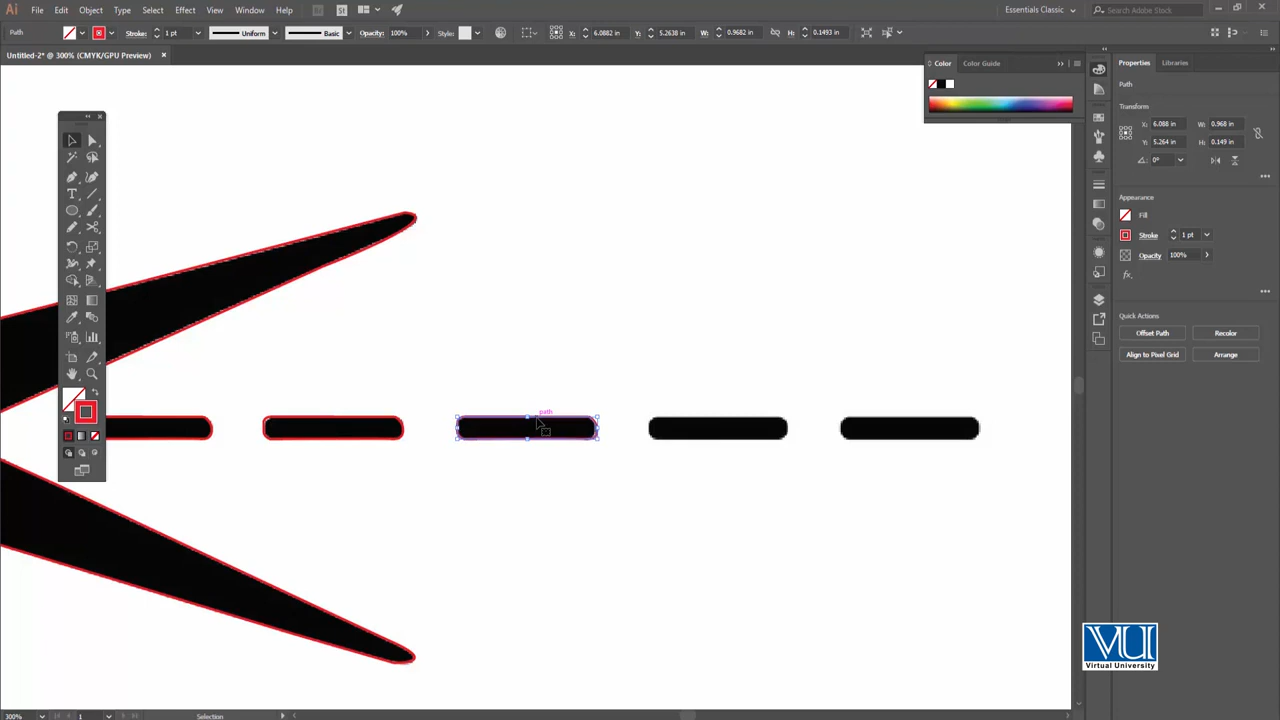 Ai File Edit Object Type Select Effect View Window Help Br St Essentials Classic Search Adobe Stock
Path Stroke: 1 pt Uniform Basic Opacity: 100% Style: X: 6.0882 in Y: 5.2638 in W: 0.9682 in H: 0.1493 in
Untitled-2* @ 300% (CMYK/GPU Preview)
Color Color Guide
Properties Libraries
Path
Transform
X: 6.088 in W: 0.968 in
Y: 5.264 in H: 0.149 in
0°
Appearance
Fill
Stroke 1 pt
Opacity 100%
fx.
Quick Actions
Offset Path Recolor
Align to Pixel Grid Arrange
path
VU
Virtual University
300% 1 Selection